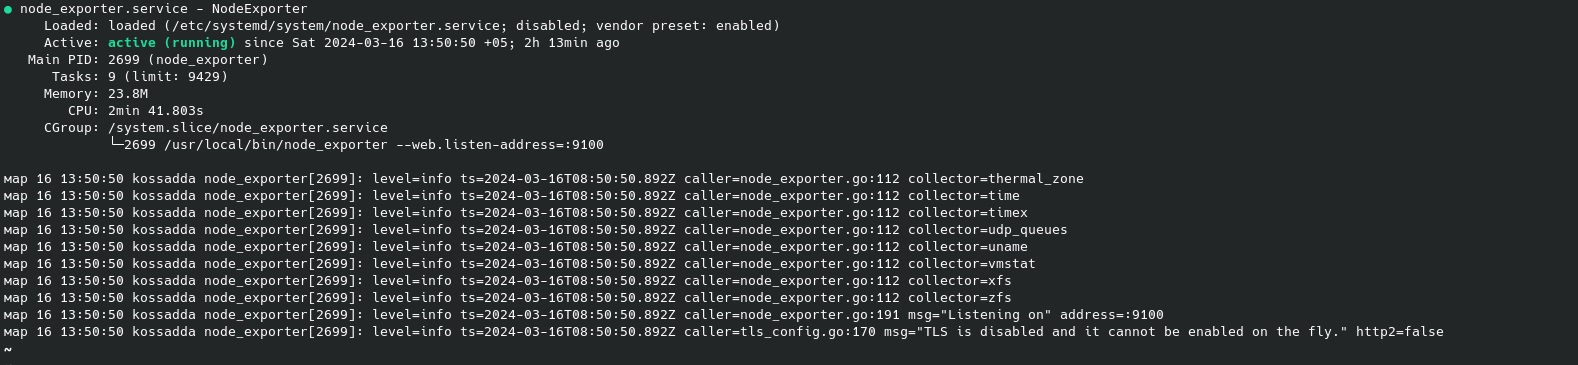 ● node_exporter.service - NodeExporter
Loaded: loaded (/etc/systemd/system/node_exporter.service; disabled; vendor preset: enabled)
Active: active (running) since Sat 2024-03-16 13:50:50 +05; 2h 13min ago
Main PID: 2699 (node_exporter)
Tasks: 9 (limit: 9429)
Memory: 23.8M
CPU: 2min 41.803s
CGroup: /system.slice/node_exporter.service
└─2699 /usr/local/bin/node_exporter --web.listen-address=:9100
мар 16 13:50:50 kossadda node_exporter[2699]: level=info ts=2024-03-16T08:50:50.892Z caller=node_exporter.go:112 collector=thermal_zone
мар 16 13:50:50 kossadda node_exporter[2699]: level=info ts=2024-03-16T08:50:50.892Z caller=node_exporter.go:112 collector=time
мар 16 13:50:50 kossadda node_exporter[2699]: level=info ts=2024-03-16T08:50:50.892Z caller=node_exporter.go:112 collector=timex
мар 16 13:50:50 kossadda node_exporter[2699]: level=info ts=2024-03-16T08:50:50.892Z caller=node_exporter.go:112 collector=udp_queues
мар 16 13:50:50 kossadda node_exporter[2699]: level=info ts=2024-03-16T08:50:50.892Z caller=node_exporter.go:112 collector=uname
мар 16 13:50:50 kossadda node_exporter[2699]: level=info ts=2024-03-16T08:50:50.892Z caller=node_exporter.go:112 collector=vmstat
мар 16 13:50:50 kossadda node_exporter[2699]: level=info ts=2024-03-16T08:50:50.892Z caller=node_exporter.go:112 collector=xfs
мар 16 13:50:50 kossadda node_exporter[2699]: level=info ts=2024-03-16T08:50:50.892Z caller=node_exporter.go:112 collector=zfs
мар 16 13:50:50 kossadda node_exporter[2699]: level=info ts=2024-03-16T08:50:50.892Z caller=node_exporter.go:191 msg="Listening on" address=:9100
мар 16 13:50:50 kossadda node_exporter[2699]: level=info ts=2024-03-16T08:50:50.892Z caller=tls_config.go:170 msg="TLS is disabled and it cannot be enabled on the fly." http2=false
~